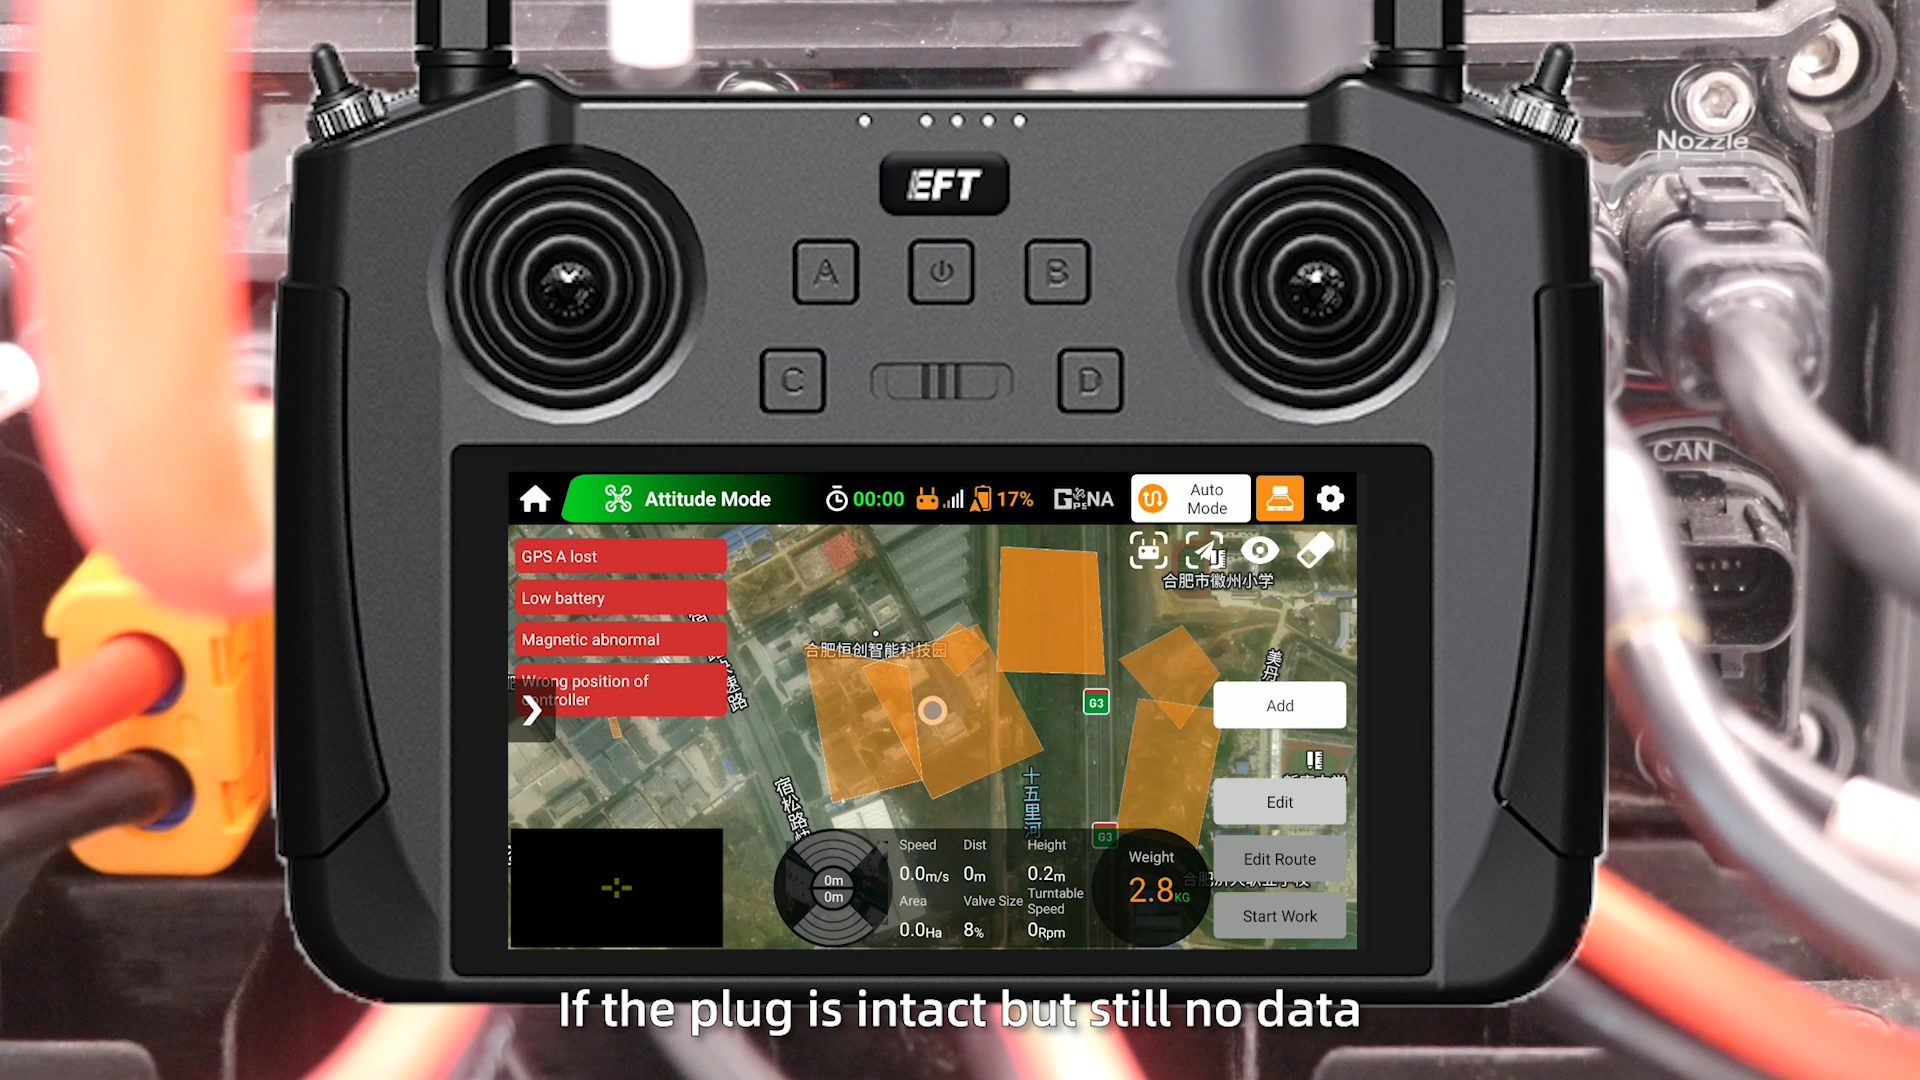 Nozzle
EFT
A
B
C
D
CAN
Attitude Mode
00:00
17%
NA
Auto
Mode
GPS A lost
Low battery
Magnetic abnormal
Wrong position of
合肥市徽州小学
合肥恒创智能科技园
G3
Add
宿松路
十五里河
Edit
G3
Speed
Dist
Height
0.0m/s
0m
0.2m
Area
Valve Size
Turntable
Speed
0.0Ha
8%
0Rpm
0m
0m
Weight
2.8KG
Edit Route
Start Work
If the plug is intact but still no data